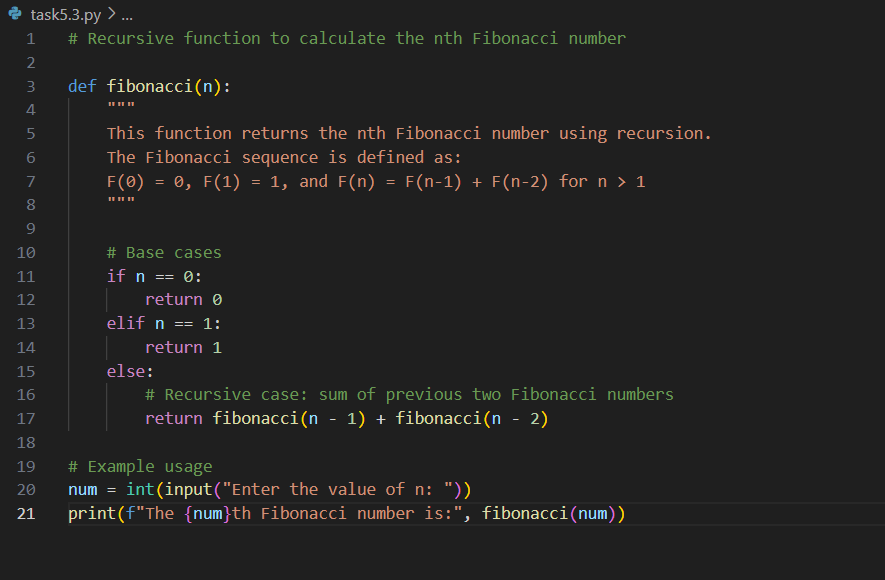 task5.3.py > ...
1 # Recursive function to calculate the nth Fibonacci number
2
3 def fibonacci(n):
4     """
5     This function returns the nth Fibonacci number using recursion.
6     The Fibonacci sequence is defined as:
7     F(0) = 0, F(1) = 1, and F(n) = F(n-1) + F(n-2) for n > 1
8     """
9
10     # Base cases
11     if n == 0:
12         return 0
13     elif n == 1:
14         return 1
15     else:
16         # Recursive case: sum of previous two Fibonacci numbers
17         return fibonacci(n - 1) + fibonacci(n - 2)
18
19 # Example usage
20 num = int(input("Enter the value of n: "))
21 print(f"The {num}th Fibonacci number is:", fibonacci(num))